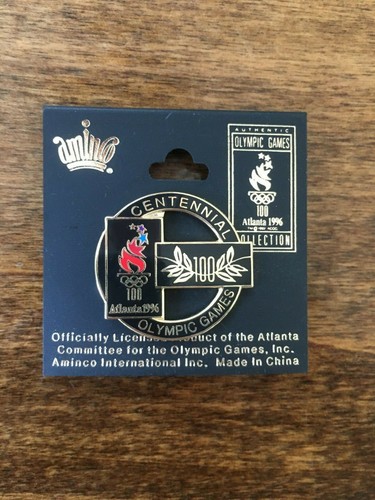 aminco
AUTHENTIC
OLYMPIC GAMES
100
Atlanta 1996
COLLECTION
CENTENNIAL
100
Atlanta 1996
100
OLYMPIC GAMES
Officially Licens Product of the Atlanta
Committee for the Olympic Games, Inc.
Aminco International Inc. Made In China